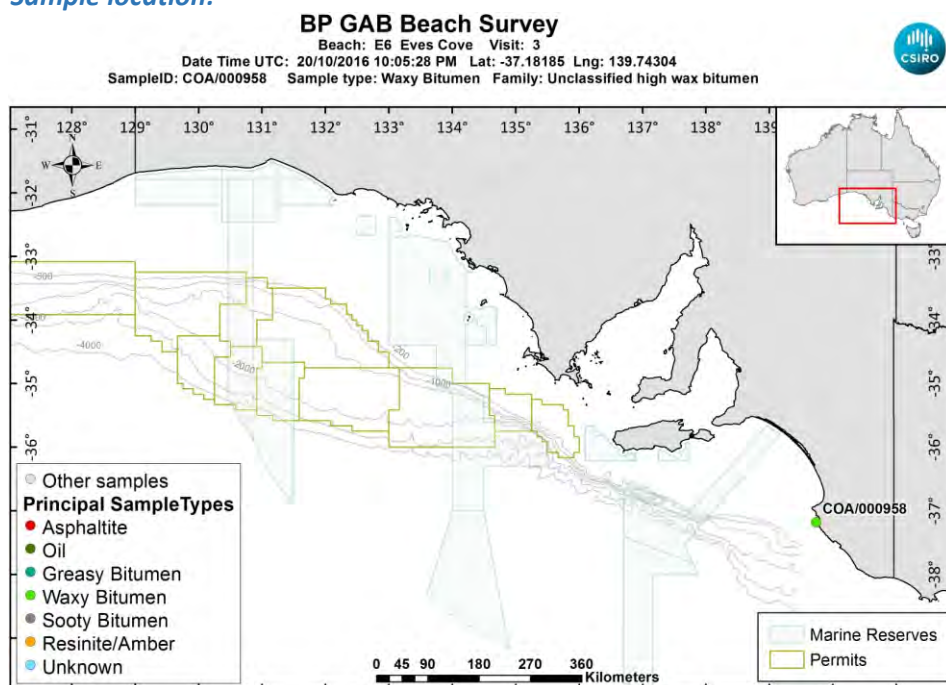 Sample location:
BP GAB Beach Survey
Beach: E6 Eves Cove Visit: 3
Date Time UTC: 20/10/2016 10:05:28 PM Lat: -37.18185 Lng: 139.74304
SampleID: COA/000958 Sample type: Waxy Bitumen Family: Unclassified high wax bitumen
CSIRO
128° 129° 130° 131° 132° 133° 134° 135° 136° 137° 138° 139
-31°
N
W E
S
-32°
-33°
-34° -34°
-35° -35°
-36° -36°
-37°
-38°
-200
-1000
-2000
-4000
COA/000958
Other samples
Principal SampleTypes
Asphaltite
Oil
Greasy Bitumen
Waxy Bitumen
Sooty Bitumen
Resinite/Amber
Unknown
0 45 90 180 270 360
Kilometers
Marine Reserves
Permits